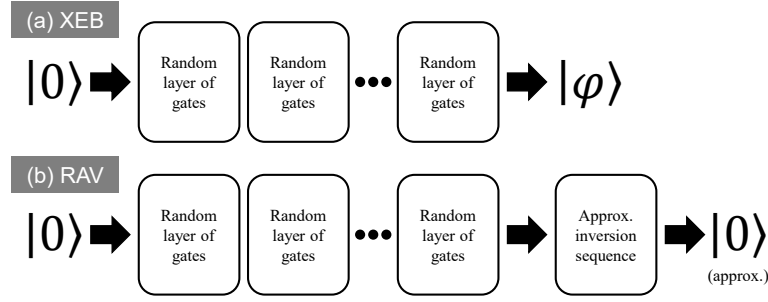 (a) XEB
|0⟩
Random
layer of
gates
Random
layer of
gates
•••
Random
layer of
gates
|φ⟩
(b) RAV
|0⟩
Random
layer of
gates
Random
layer of
gates
•••
Random
layer of
gates
Approx.
inversion
sequence
|0⟩
(approx.)